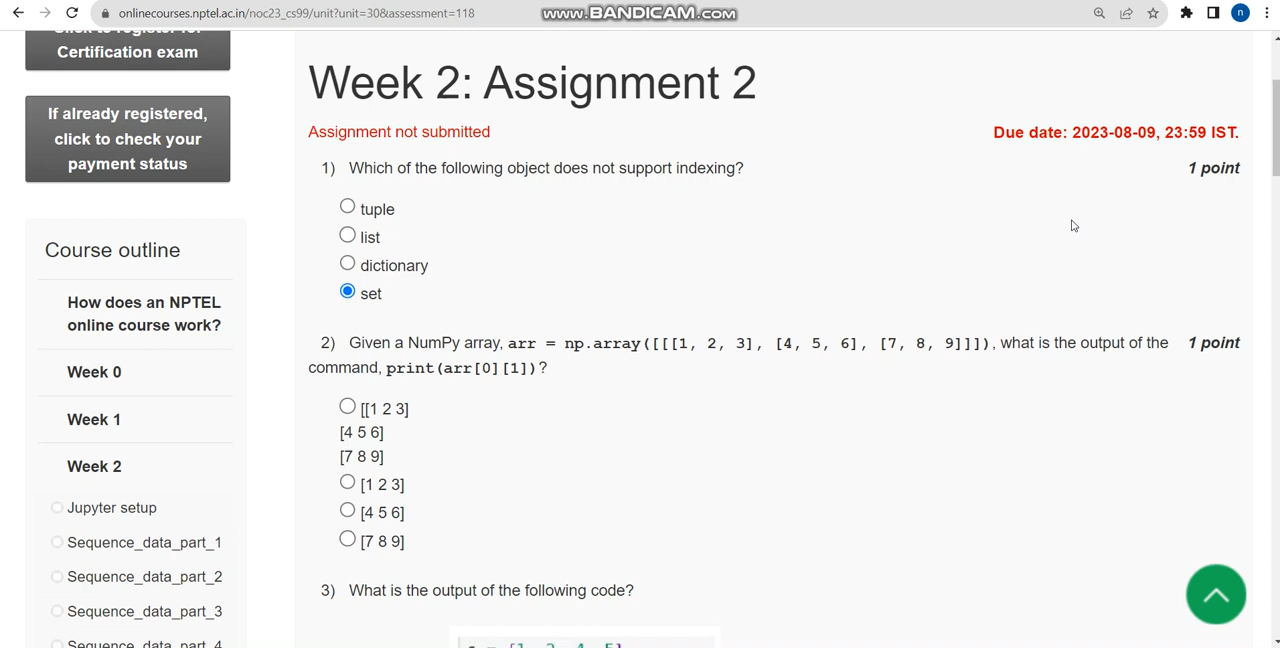 onlinecourses.nptel.ac.in/noc23_cs99/unit?unit=30&assessment=118
www.BANDICAM.com
n
Click to register for
Certification exam
If already registered,
click to check your
payment status
Course outline
How does an NPTEL
online course work?
Week 0
Week 1
Week 2
Jupyter setup
Sequence_data_part_1
Sequence_data_part_2
Sequence_data_part_3
Sequence_data_part_4
Week 2: Assignment 2
Assignment not submitted
Due date: 2023-08-09, 23:59 IST.
1) Which of the following object does not support indexing? 1 point
tuple
list
dictionary
set
2) Given a NumPy array, arr = np.array([[[1, 2, 3], [4, 5, 6], [7, 8, 9]]]), what is the output of the 1 point
command, print(arr[0][1])?
[[1 2 3]
[4 5 6]
[7 8 9]
[1 2 3]
[4 5 6]
[7 8 9]
3) What is the output of the following code?